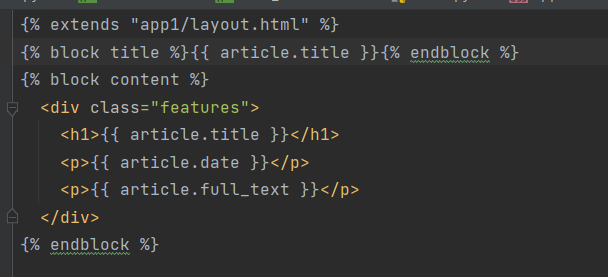 {% extends "app1/layout.html" %}
{% block title %}{{ article.title }}{% endblock %}
{% block content %}
<div class="features">
<h1>{{ article.title }}</h1>
<p>{{ article.date }}</p>
<p>{{ article.full_text }}</p>
</div>
{% endblock %}